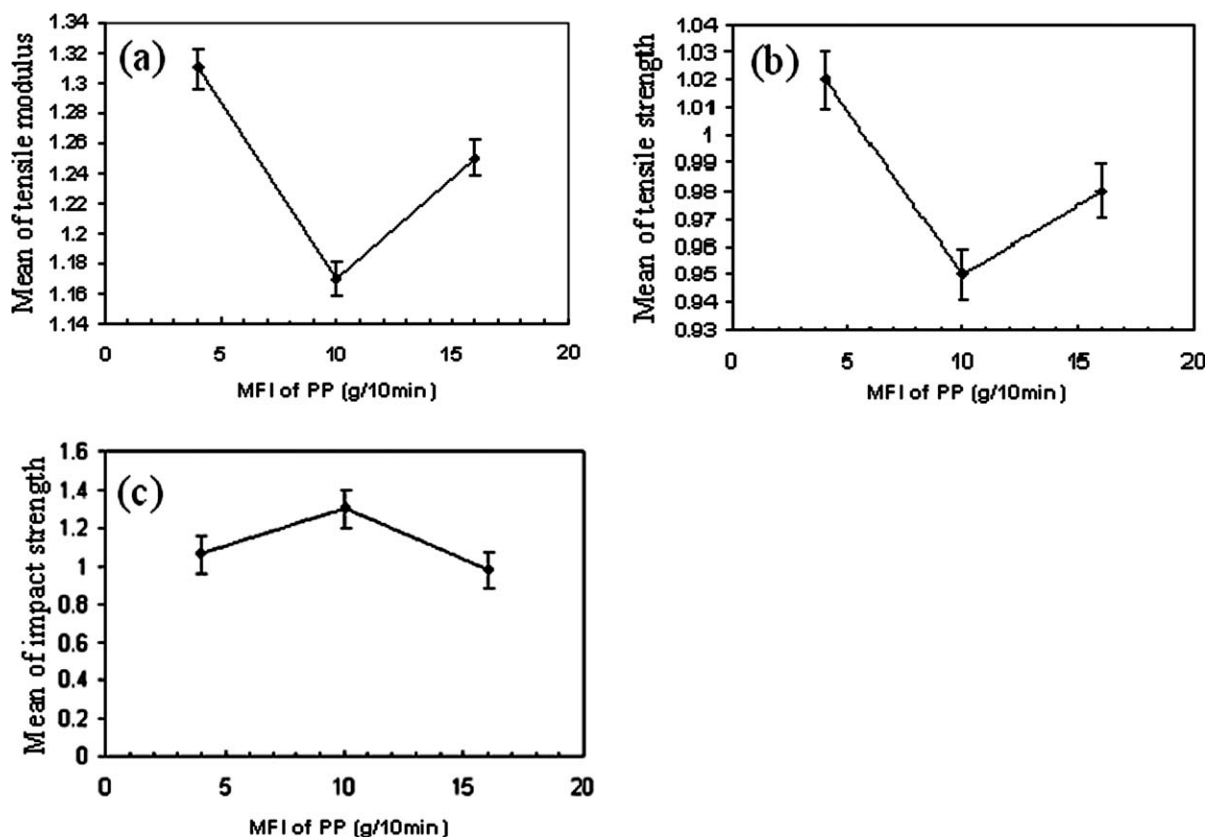 (a)
Mean of tensile modulus
1.34
1.32
1.3
1.28
1.26
1.24
1.22
1.2
1.18
1.16
1.14
0 5 10 15 20
MFI of PP (g/10min)
(b)
Mean of tensile strength
1.04
1.03
1.02
1.01
1
0.99
0.98
0.97
0.96
0.95
0.94
0.93
0 5 10 15 20
MFI of PP (g/10min)
(c)
Mean of impact strength
1.6
1.4
1.2
1
0.8
0.6
0.4
0.2
0
0 5 10 15 20
MFI of PP (g/10min)